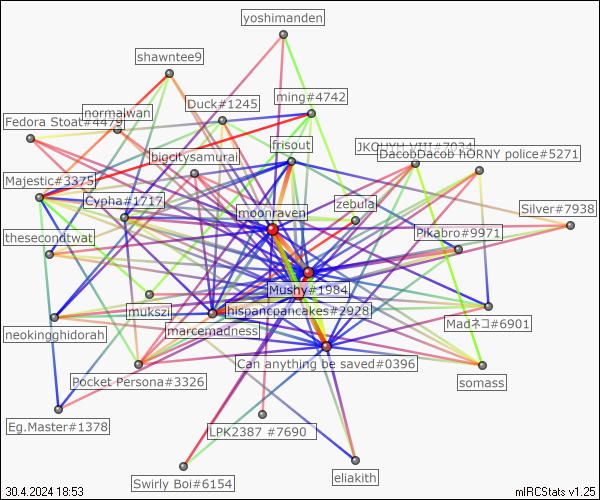 yoshimanden
shawntee9
ming#4742
Duck#1245
normalwan
Fedora Stoat#4479
frisout
bigcitysamurai
DacobDacob hORNY police#5271
Majestic#3375
Cypha#1717
moonraven
zebula
Silver#7938
thesecondtwat
Pikabro#9971
Mushy#1984
mukszi
hispancpancakes#2928
marcemadness
Madネコ#6901
neokingghidorah
Can anything be saved#0396
Pocket Persona#3326
somass
Eg.Master#1378
LPK2387 #7690
Swirly Boi#6154
eliakith
30.4.2024 18:53
mIRCStats v1.25